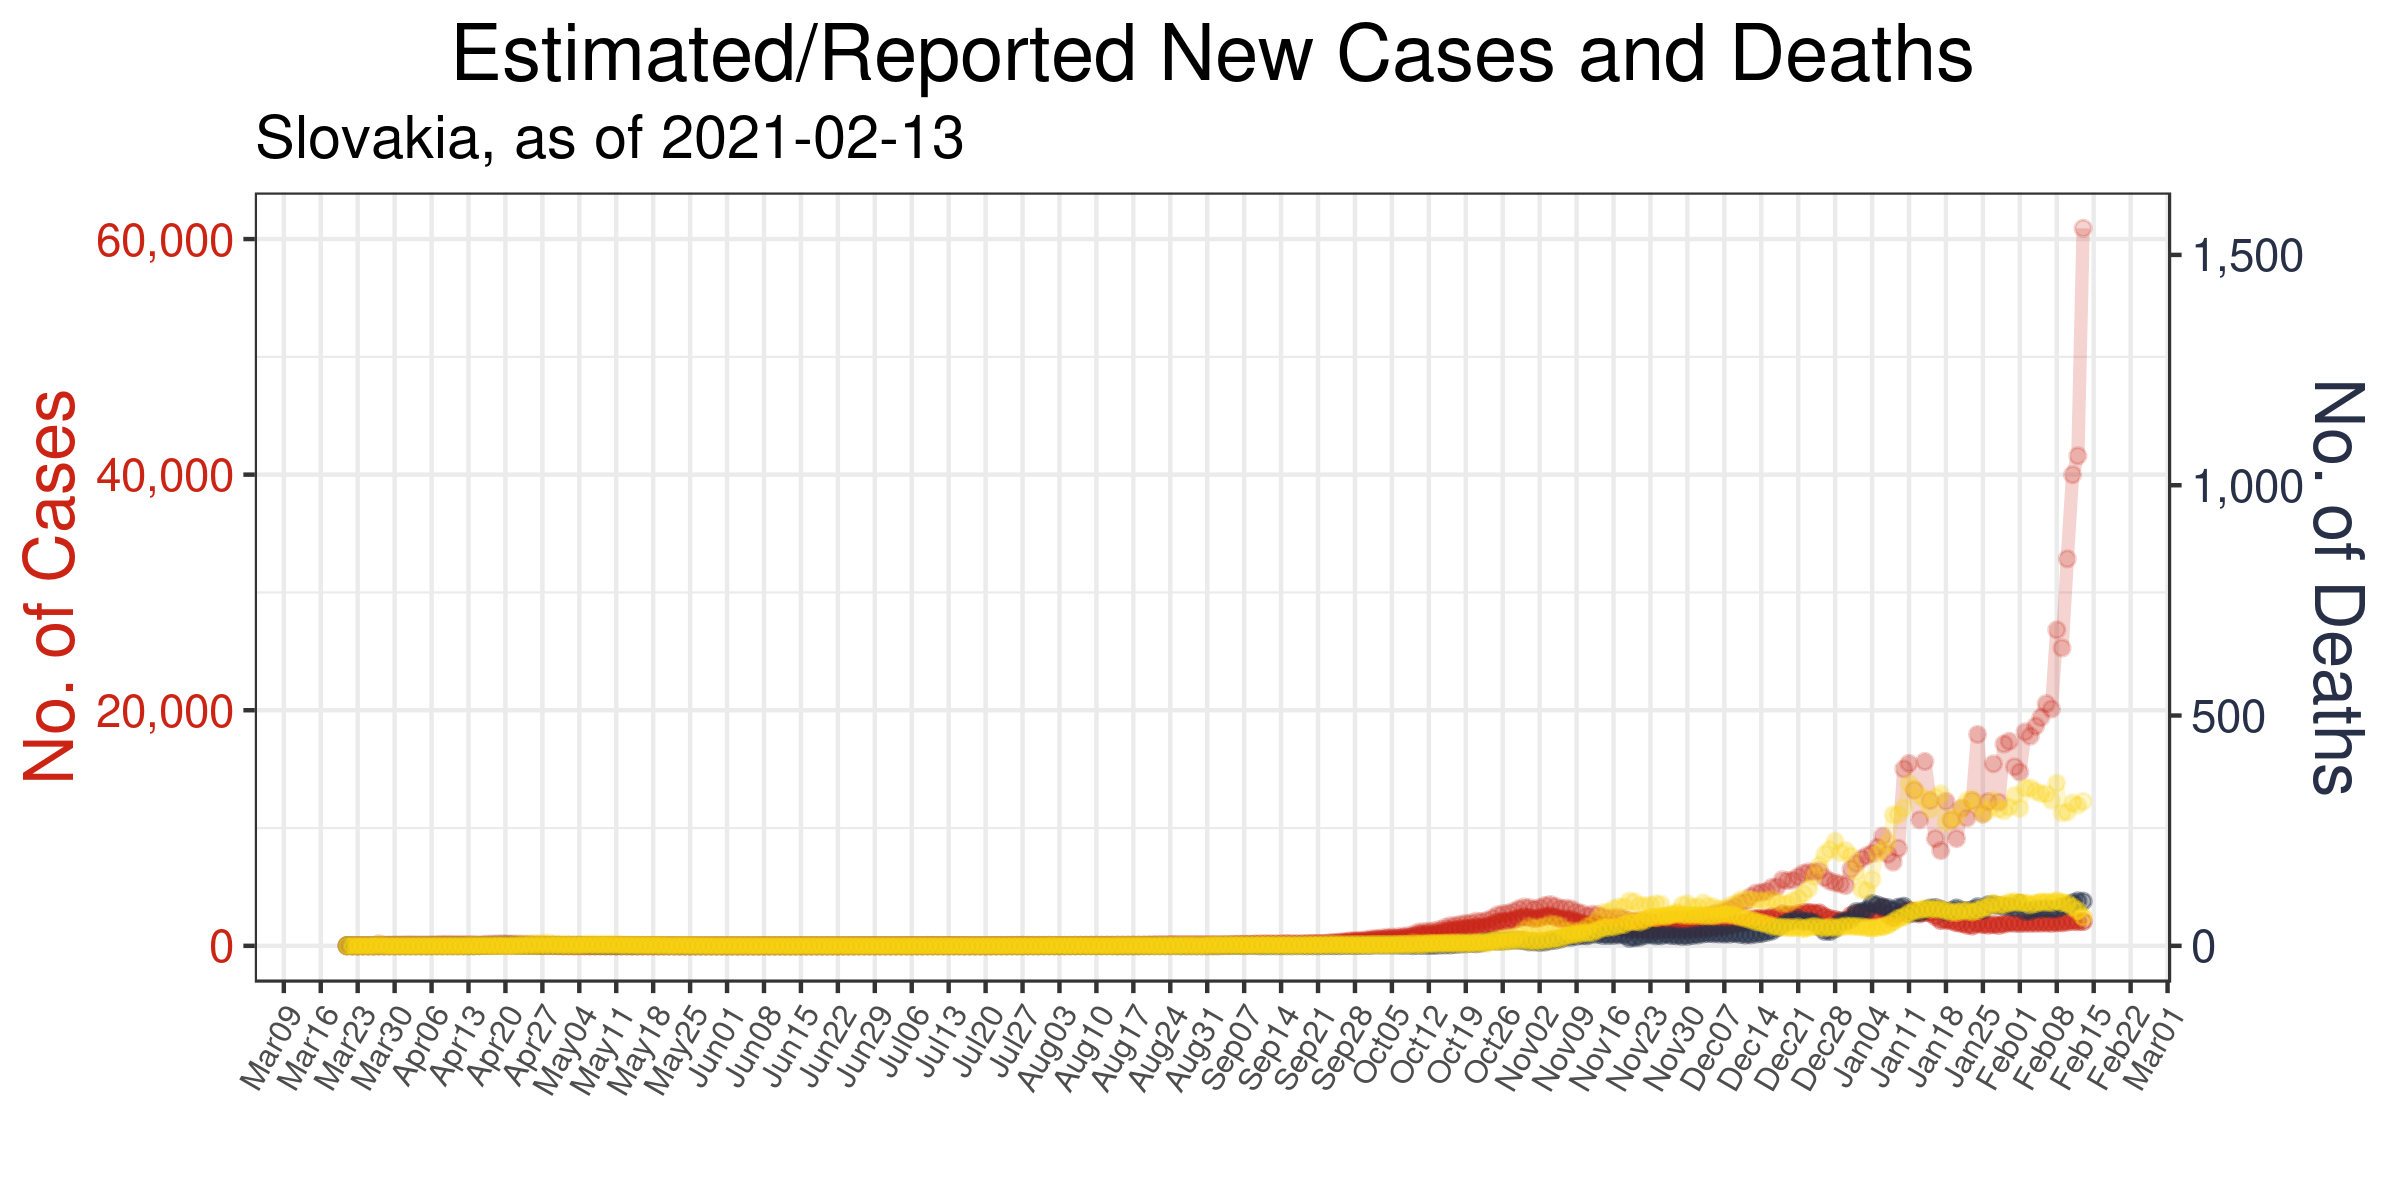 Estimated/Reported New Cases and Deaths
Slovakia, as of 2021-02-13
No. of Cases
60,000
40,000
20,000
0
No. of Deaths
1,500
1,000
500
0
Mar09
Mar16
Mar23
Mar30
Apr06
Apr13
Apr20
Apr27
May04
May11
May18
May25
Jun01
Jun08
Jun15
Jun22
Jun29
Jul06
Jul13
Jul20
Jul27
Aug03
Aug10
Aug17
Aug24
Aug31
Sep07
Sep14
Sep21
Sep28
Oct05
Oct12
Oct19
Oct26
Nov02
Nov09
Nov16
Nov23
Nov30
Dec07
Dec14
Dec21
Dec28
Jan04
Jan11
Jan18
Jan25
Feb01
Feb08
Feb15
Feb22
Mar01